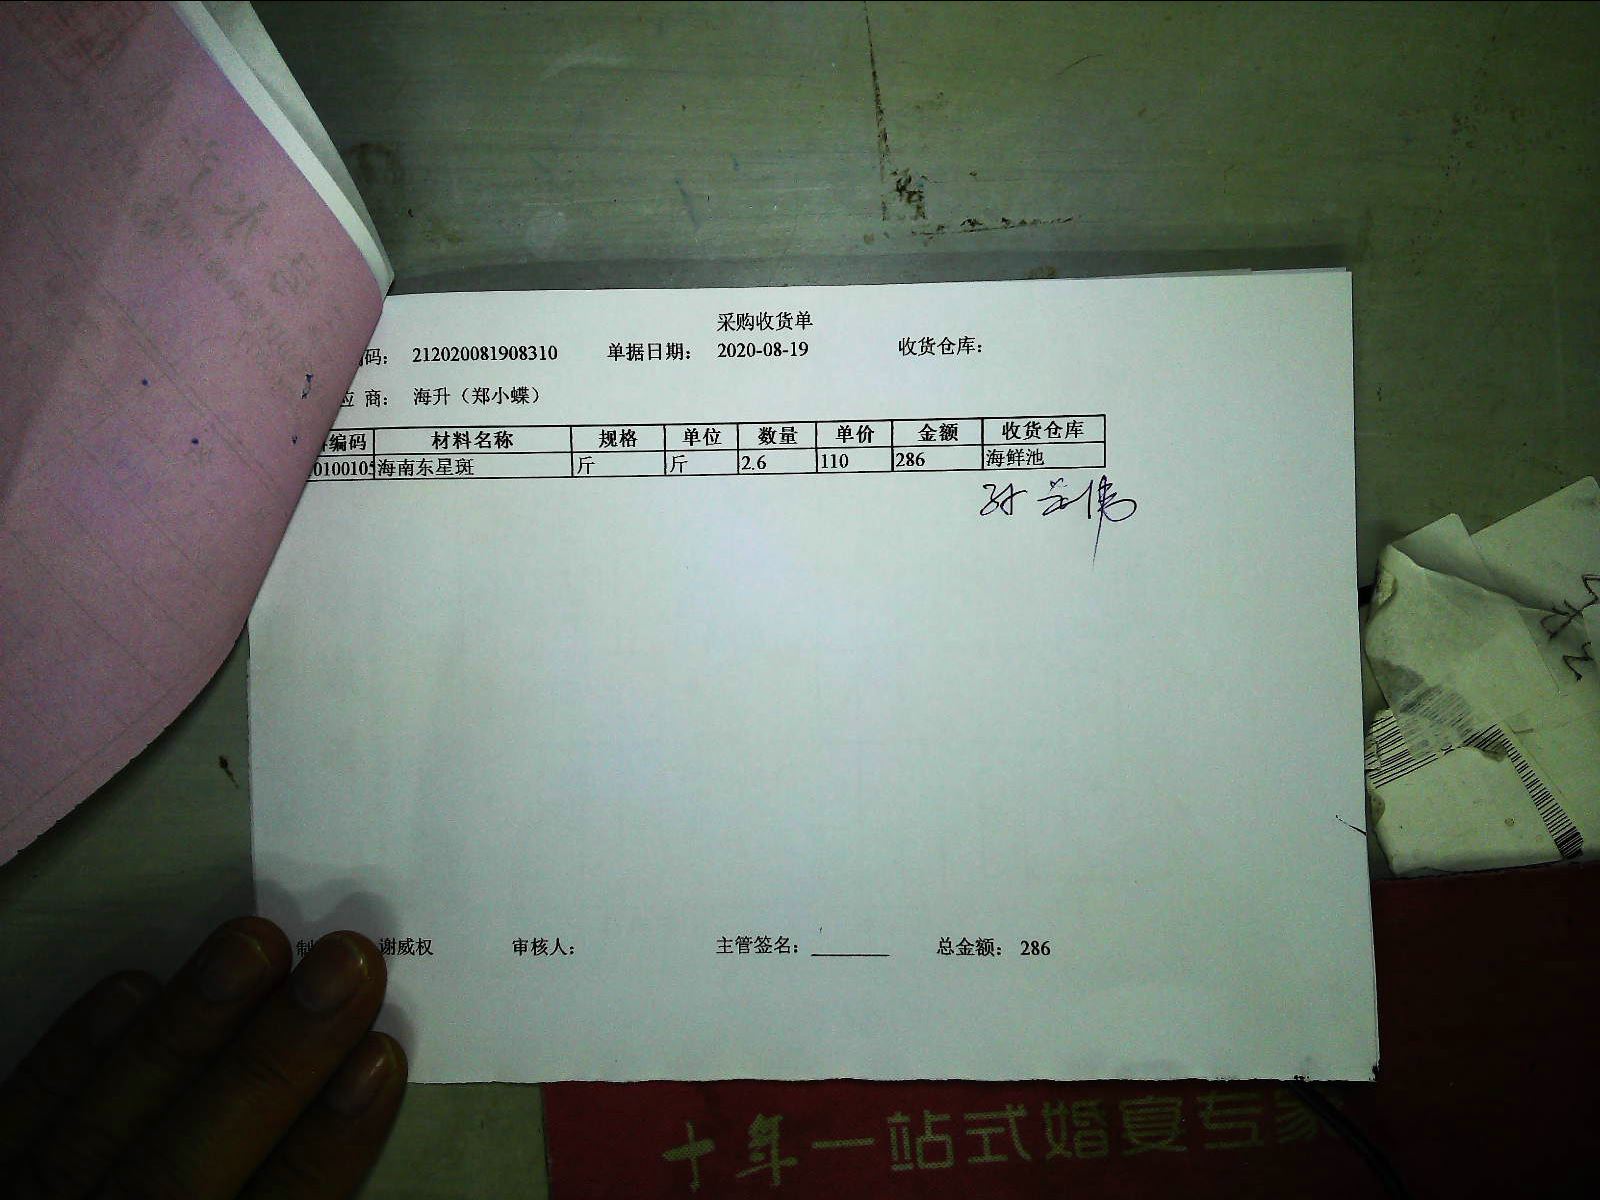 采购收货单
码： 212020081908310 单据日期： 2020-08-19 收货仓库：
应 商： 海升（郑小蝶）
编码 材料名称 规格 单位 数量 单价 金额 收货仓库
0100105 海南东星斑 斤 斤 2.6 110 286 海鲜池
制 谢威权 审核人： 主管签名： 总金额： 286
十年一站式婚宴专家